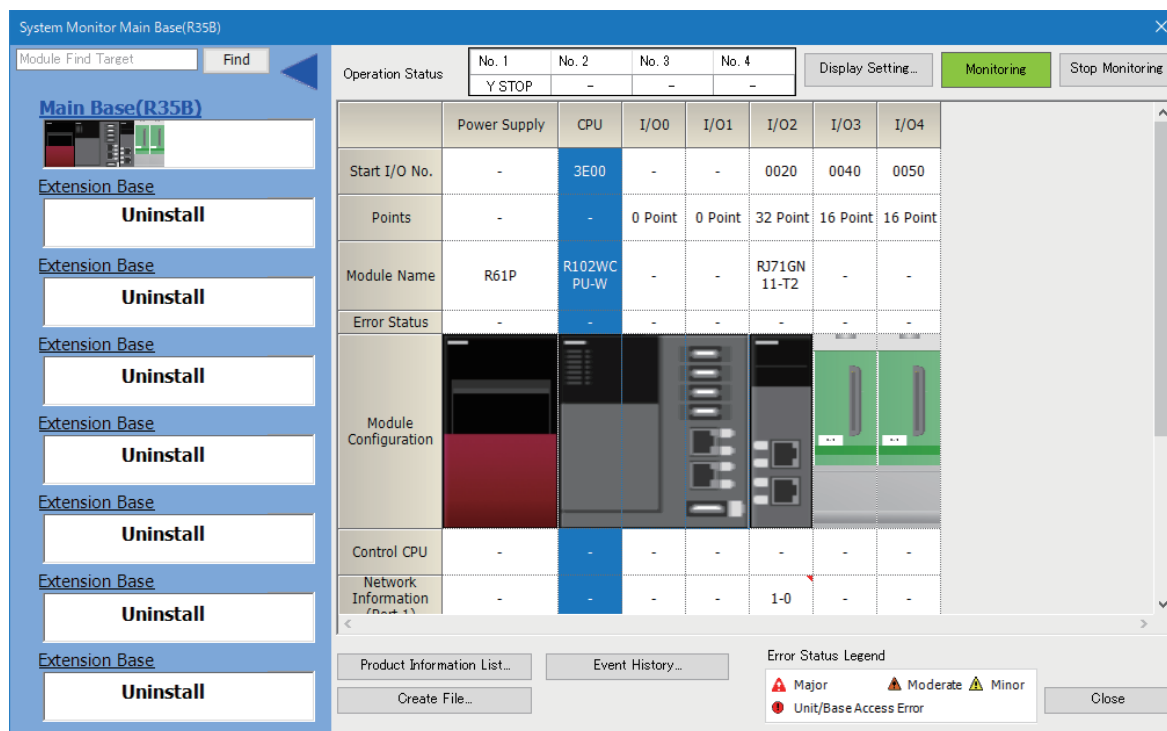 System Monitor Main Base(R35B)
Module Find Target
Find
Main Base(R35B)
Extension Base
Uninstall
Extension Base
Uninstall
Extension Base
Uninstall
Extension Base
Uninstall
Extension Base
Uninstall
Extension Base
Uninstall
Extension Base
Uninstall
Operation Status
No. 1 No. 2 No. 3 No. 4
Y STOP - - -
Display Setting...
Monitoring
Stop Monitoring
Power Supply CPU I/O0 I/O1 I/O2 I/O3 I/O4
Start I/O No. - 3E00 - - 0020 0040 0050
Points - - 0 Point 0 Point 32 Point 16 Point 16 Point
Module Name R61P R102WC - - RJ71GN - -
PU-W 11-T2
Error Status - - - - - - -
Module
Configuration
Control CPU - - - - - - -
Network
Information - - - - 1-0 - -
(Port 1)
Product Information List...
Event History...
Create File...
Error Status Legend
Major Moderate Minor
Unit/Base Access Error
Close